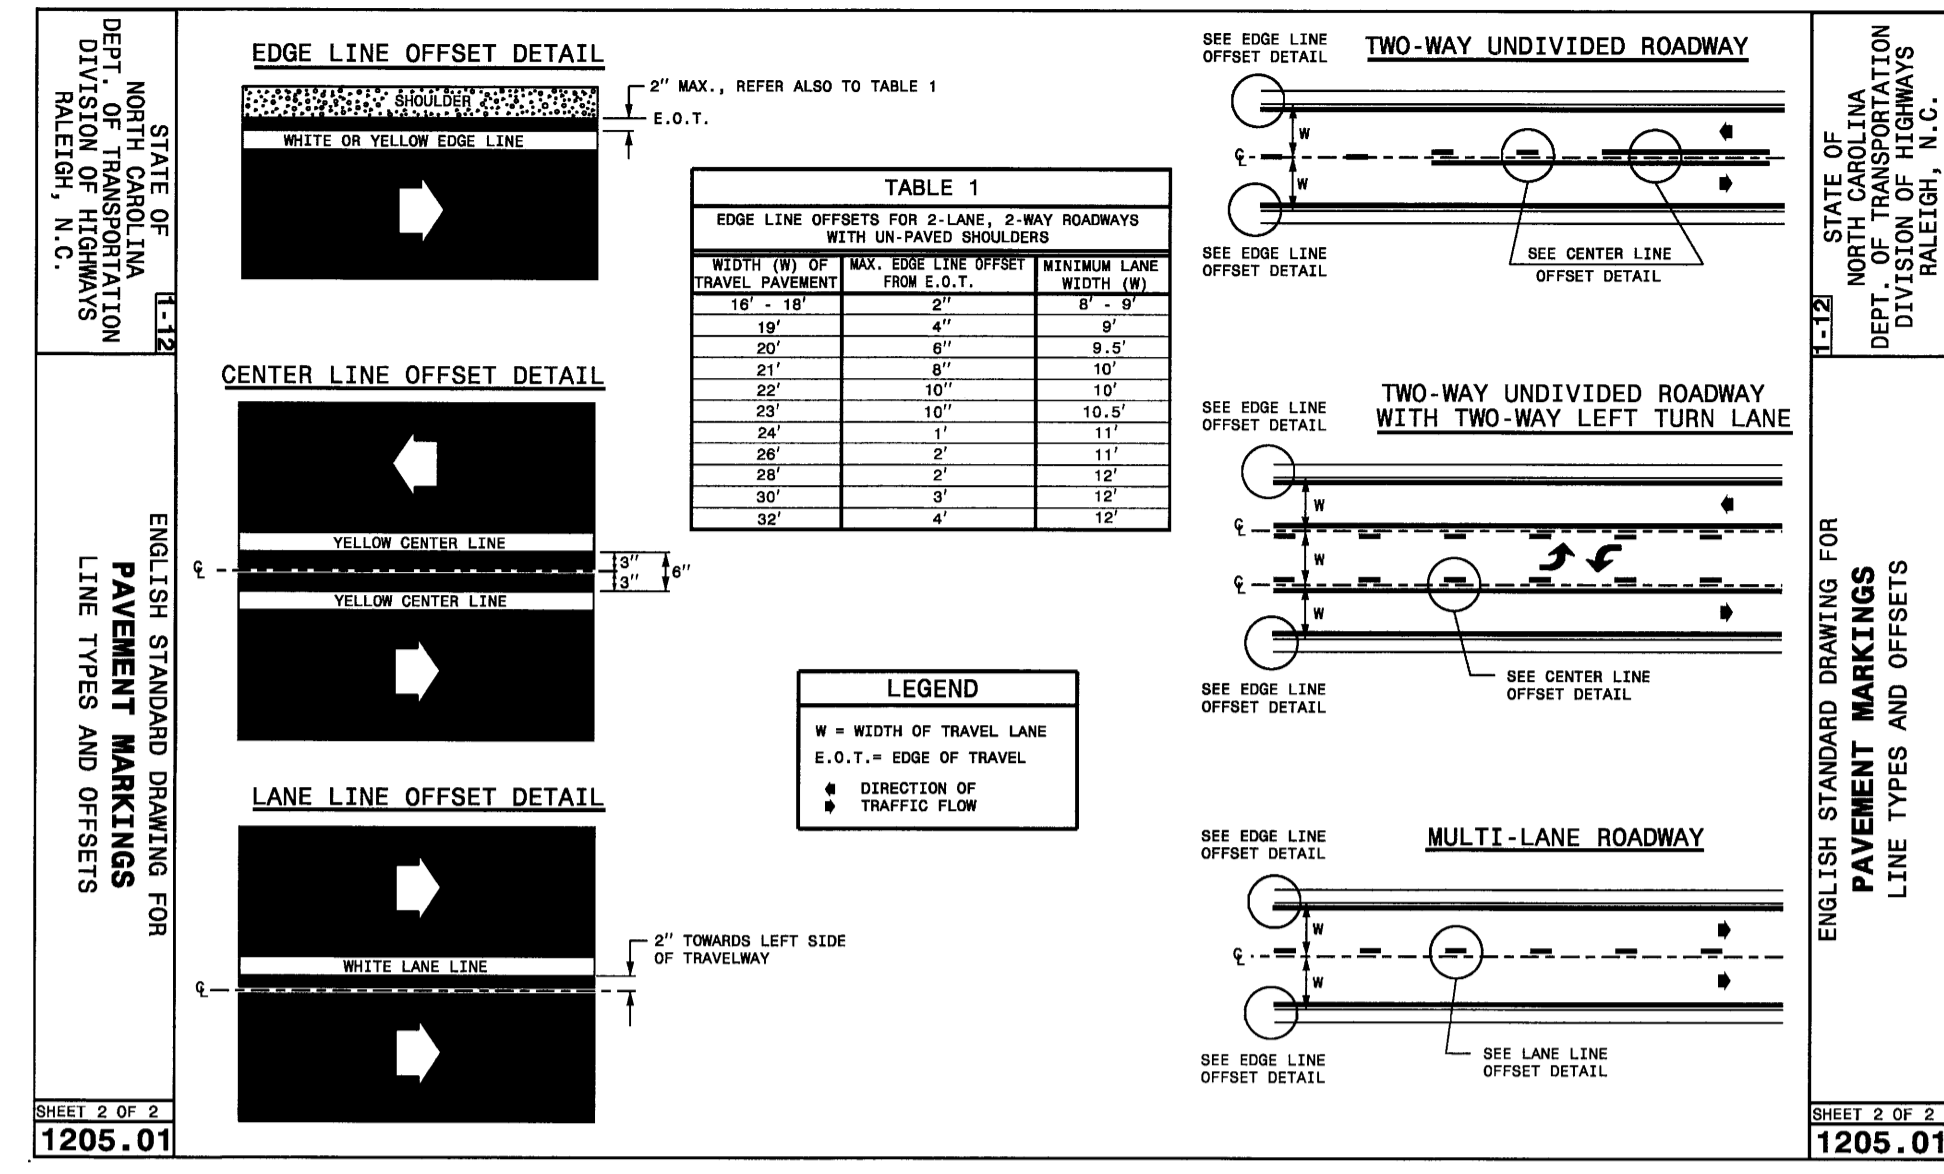 STATE OF
NORTH CAROLINA
DEPT. OF TRANSPORTATION
DIVISION OF HIGHWAYS
RALEIGH, N.C.
1-12
ENGLISH STANDARD DRAWING FOR
PAVEMENT MARKINGS
LINE TYPES AND OFFSETS
SHEET 2 OF 2
1205.01
EDGE LINE OFFSET DETAIL
SHOULDER
2" MAX., REFER ALSO TO TABLE 1
E.O.T.
WHITE OR YELLOW EDGE LINE
CENTER LINE OFFSET DETAIL
YELLOW CENTER LINE
℄
3"
3"
6"
YELLOW CENTER LINE
LANE LINE OFFSET DETAIL
WHITE LANE LINE
℄
2" TOWARDS LEFT SIDE
OF TRAVELWAY
TABLE 1
EDGE LINE OFFSETS FOR 2-LANE, 2-WAY ROADWAYS
WITH UN-PAVED SHOULDERS
WIDTH (W) OF TRAVEL PAVEMENT MAX. EDGE LINE OFFSET FROM E.O.T. MINIMUM LANE WIDTH (W)
16' - 18' 2" 8' - 9'
19' 4" 9'
20' 6" 9.5'
21' 8" 10'
22' 10" 10'
23' 10" 10.5'
24' 1' 11'
26' 2' 11'
28' 2' 12'
30' 3' 12'
32' 4' 12'
LEGEND
W = WIDTH OF TRAVEL LANE
E.O.T.= EDGE OF TRAVEL
DIRECTION OF
TRAFFIC FLOW
SEE EDGE LINE
OFFSET DETAIL
TWO-WAY UNDIVIDED ROADWAY
W
℄
W
SEE EDGE LINE
OFFSET DETAIL
SEE CENTER LINE
OFFSET DETAIL
TWO-WAY UNDIVIDED ROADWAY
WITH TWO-WAY LEFT TURN LANE
SEE EDGE LINE
OFFSET DETAIL
W
℄
W
℄
W
SEE CENTER LINE
OFFSET DETAIL
SEE EDGE LINE
OFFSET DETAIL
SEE EDGE LINE
OFFSET DETAIL
MULTI-LANE ROADWAY
W
℄
W
SEE EDGE LINE
OFFSET DETAIL
SEE LANE LINE
OFFSET DETAIL
STATE OF
NORTH CAROLINA
DEPT. OF TRANSPORTATION
DIVISION OF HIGHWAYS
RALEIGH, N.C.
1-12
ENGLISH STANDARD DRAWING FOR
PAVEMENT MARKINGS
LINE TYPES AND OFFSETS
SHEET 2 OF 2
1205.01